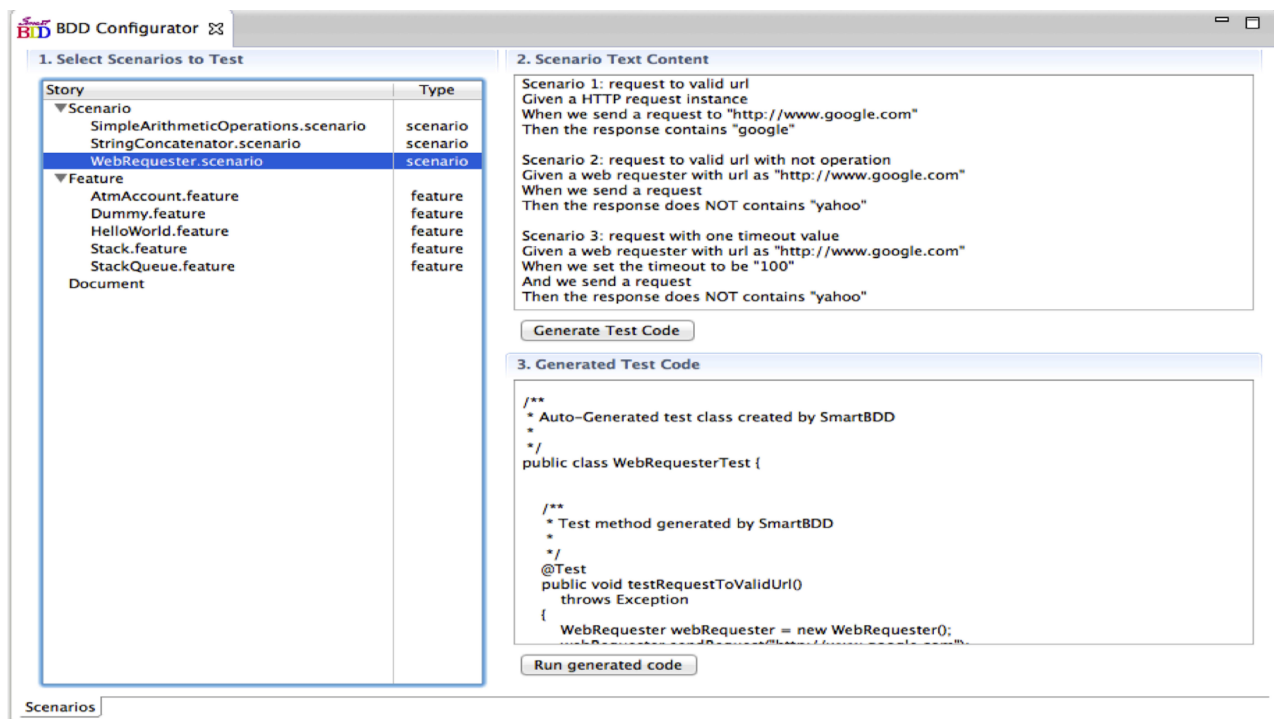 Smart BDD BDD Configurator
1. Select Scenarios to Test
Story Type
Scenario
SimpleArithmeticOperations.scenario scenario
StringConcatenator.scenario scenario
WebRequester.scenario scenario
Feature
AtmAccount.feature feature
Dummy.feature feature
HelloWorld.feature feature
Stack.feature feature
StackQueue.feature feature
Document
2. Scenario Text Content
Scenario 1: request to valid url
Given a HTTP request instance
When we send a request to "http://www.google.com"
Then the response contains "google"
Scenario 2: request to valid url with not operation
Given a web requester with url as "http://www.google.com"
When we send a request
Then the response does NOT contains "yahoo"
Scenario 3: request with one timeout value
Given a web requester with url as "http://www.google.com"
When we set the timeout to be "100"
And we send a request
Then the response does NOT contains "yahoo"
Generate Test Code
3. Generated Test Code
/**
* Auto-Generated test class created by SmartBDD
*
*/
public class WebRequesterTest {
/**
* Test method generated by SmartBDD
*
*/
@Test
public void testRequestToValidUrl()
throws Exception
{
WebRequester webRequester = new WebRequester();
Run generated code
Scenarios